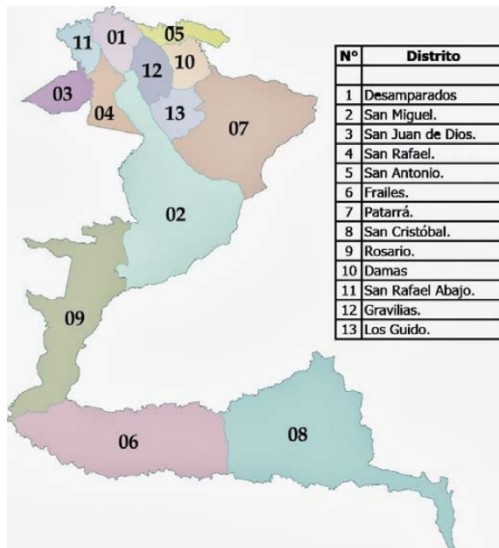 05
01
11
12
10
03
04
13
07
02
09
06
08
Nº Distrito
1 Desamparados
2 San Miguel.
3 San Juan de Dios.
4 San Rafael.
5 San Antonio.
6 Frailes.
7 Patarrá.
8 San Cristóbal.
9 Rosario.
10 Damas
11 San Rafael Abajo.
12 Gravilias.
13 Los Guido.